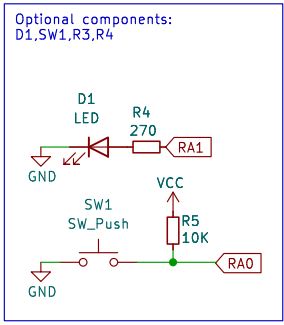 Optional components:
D1,SW1,R3,R4
D1
LED
R4
270
RA1
GND
VCC
SW1
SW_Push
R5
10K
RA0
GND